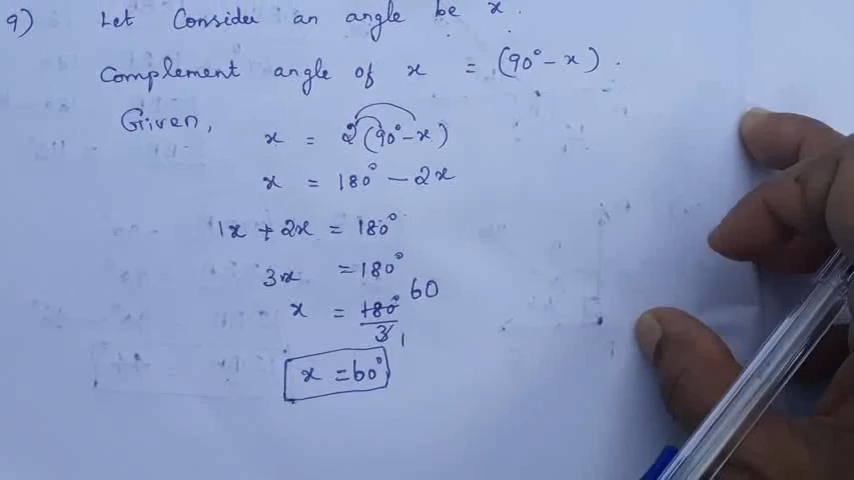 9) Let Consider an angle be x.
Complement angle of x = (90° - x).
Given,
x = 2(90° - x)
x = 180° - 2x
1x + 2x = 180°
3x = 180°
x = 180°/3 60 1
x = 60°